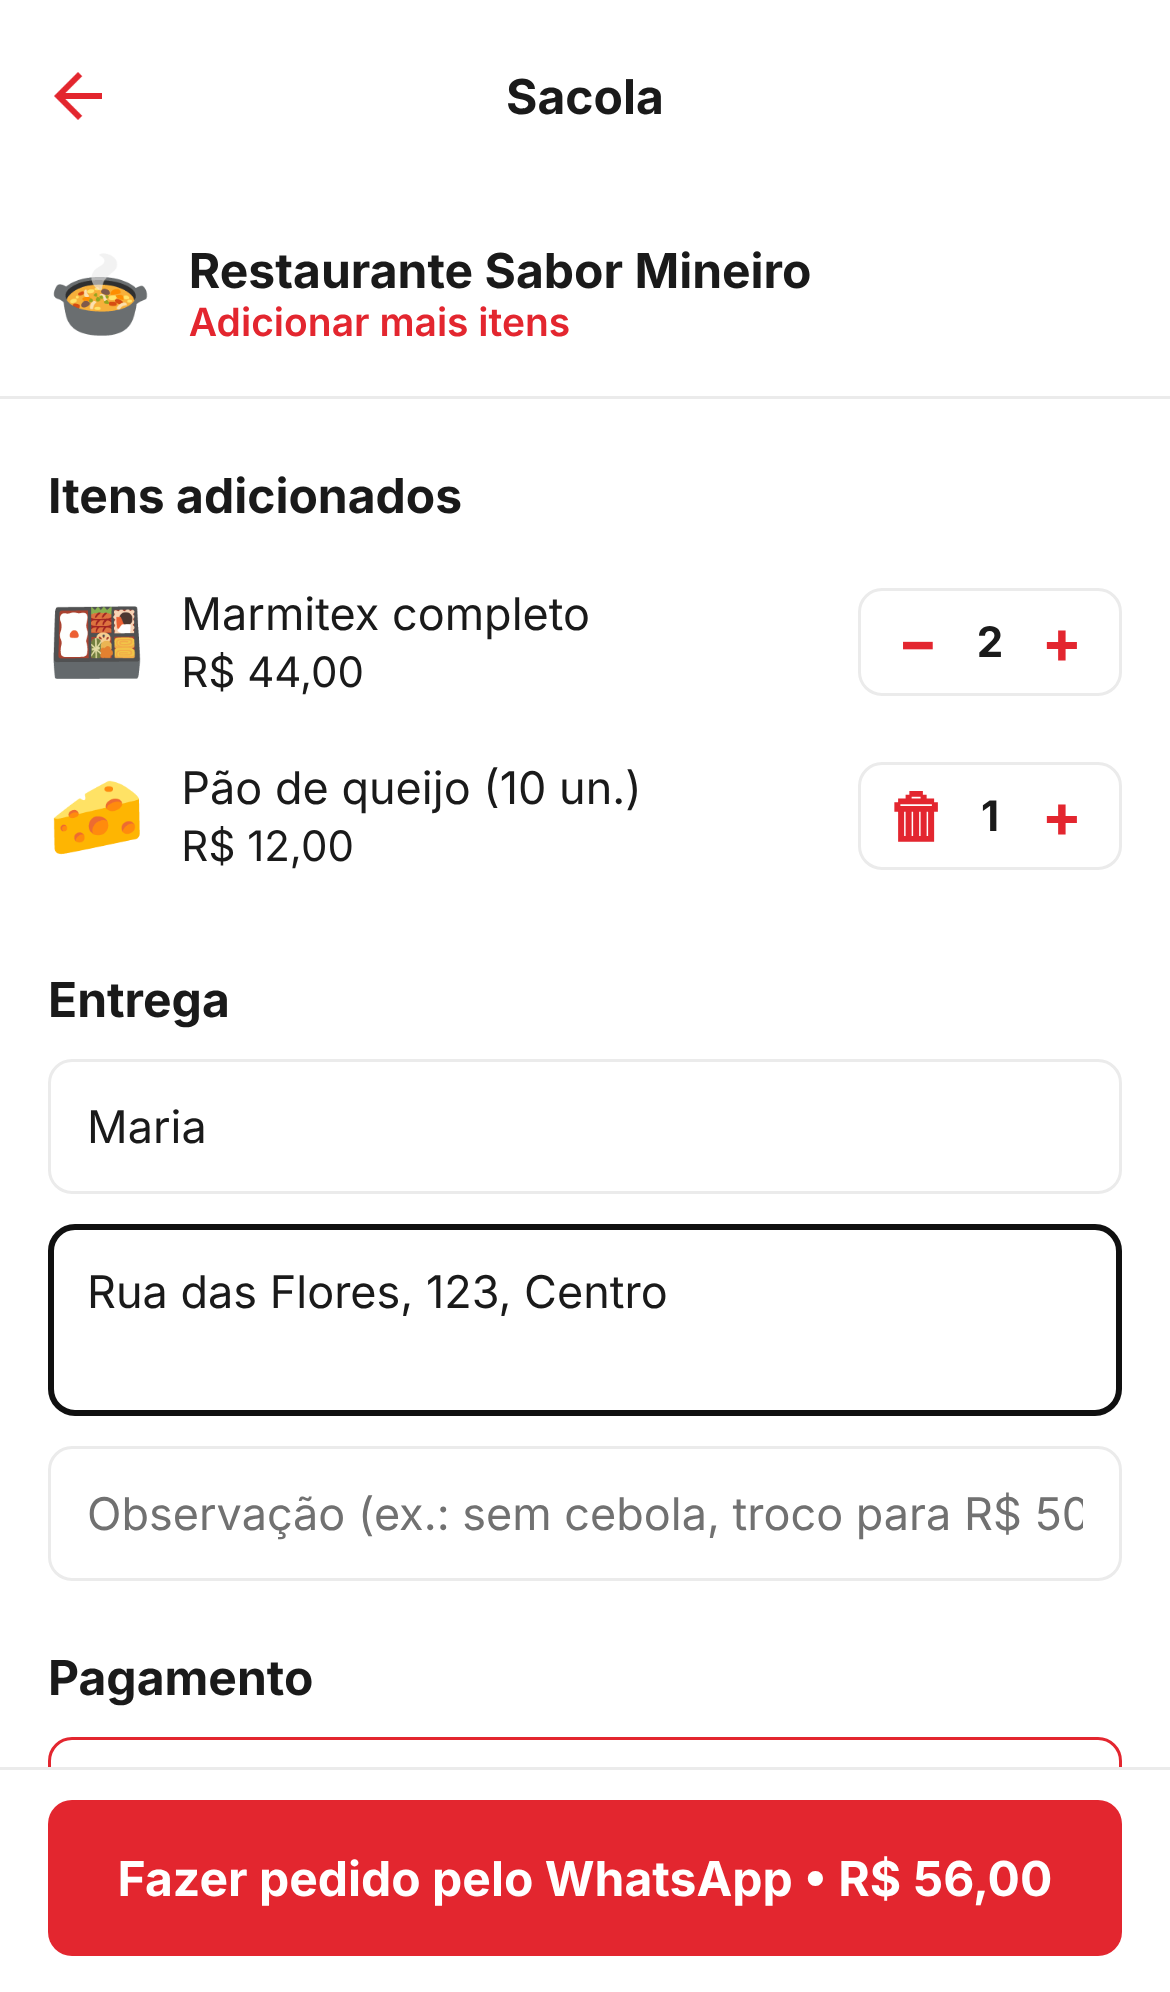 Sacola
Restaurante Sabor Mineiro
Adicionar mais itens
Itens adicionados
Marmitex completo
R$ 44,00
2
Pão de queijo (10 un.)
R$ 12,00
1
Entrega
Maria
Rua das Flores, 123, Centro
Observação (ex.: sem cebola, troco para R$ 50
Pagamento
Fazer pedido pelo WhatsApp • R$ 56,00